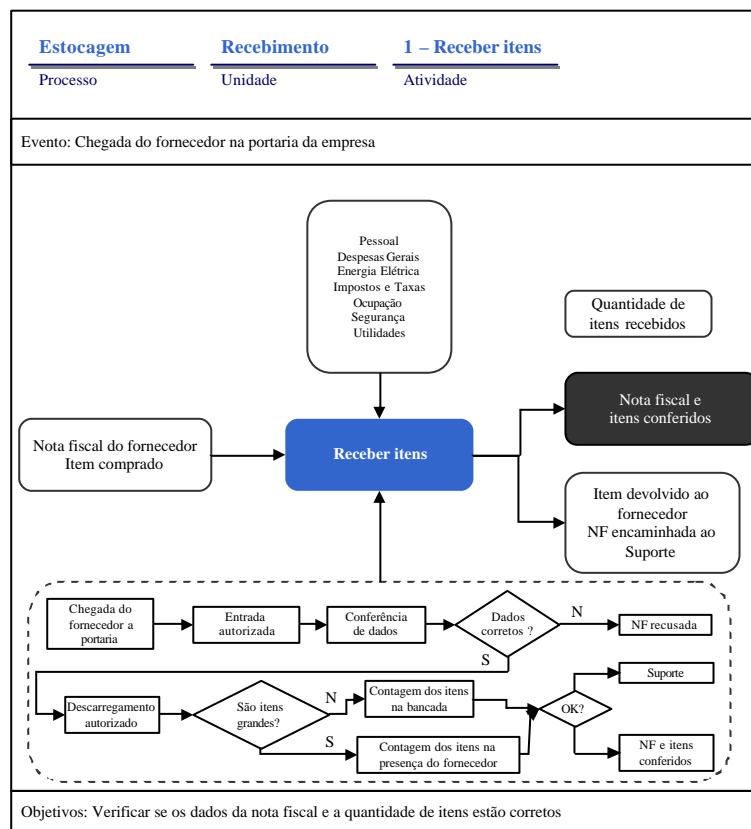 Estocagem
Recebimento
1 – Receber itens
Processo
Unidade
Atividade
Evento: Chegada do fornecedor na portaria da empresa
Pessoal
Despesas Gerais
Energia Elétrica
Impostos e Taxas
Ocupação
Segurança
Utilidades
Quantidade de
itens recebidos
Nota fiscal e
itens conferidos
Nota fiscal do fornecedor
Item comprado
Receber itens
Item devolvido ao
fornecedor
NF encaminhada ao
Suporte
Chegada do
fornecedor a
portaria
Entrada
autorizada
Conferência
de dados
Dados
corretos ?
N
NF recusada
S
Descarregamento
autorizado
São itens
grandes?
N
Contagem dos itens
na bancada
S
Contagem dos itens na
presença do fornecedor
OK?
Suporte
NF e itens
conferidos
Objetivos: Verificar se os dados da nota fiscal e a quantidade de itens estão corretos